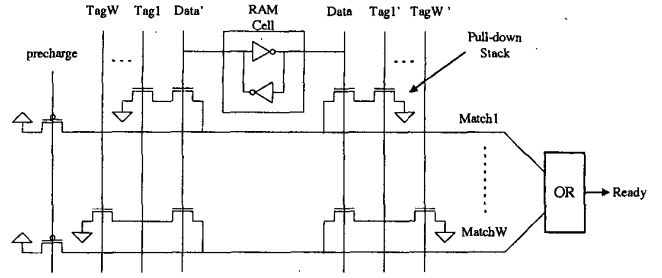 TagW Tag1 Data' RAM Cell Data Tag1' TagW'
precharge
Pull-down
Stack
Match1
OR
Ready
MatchW